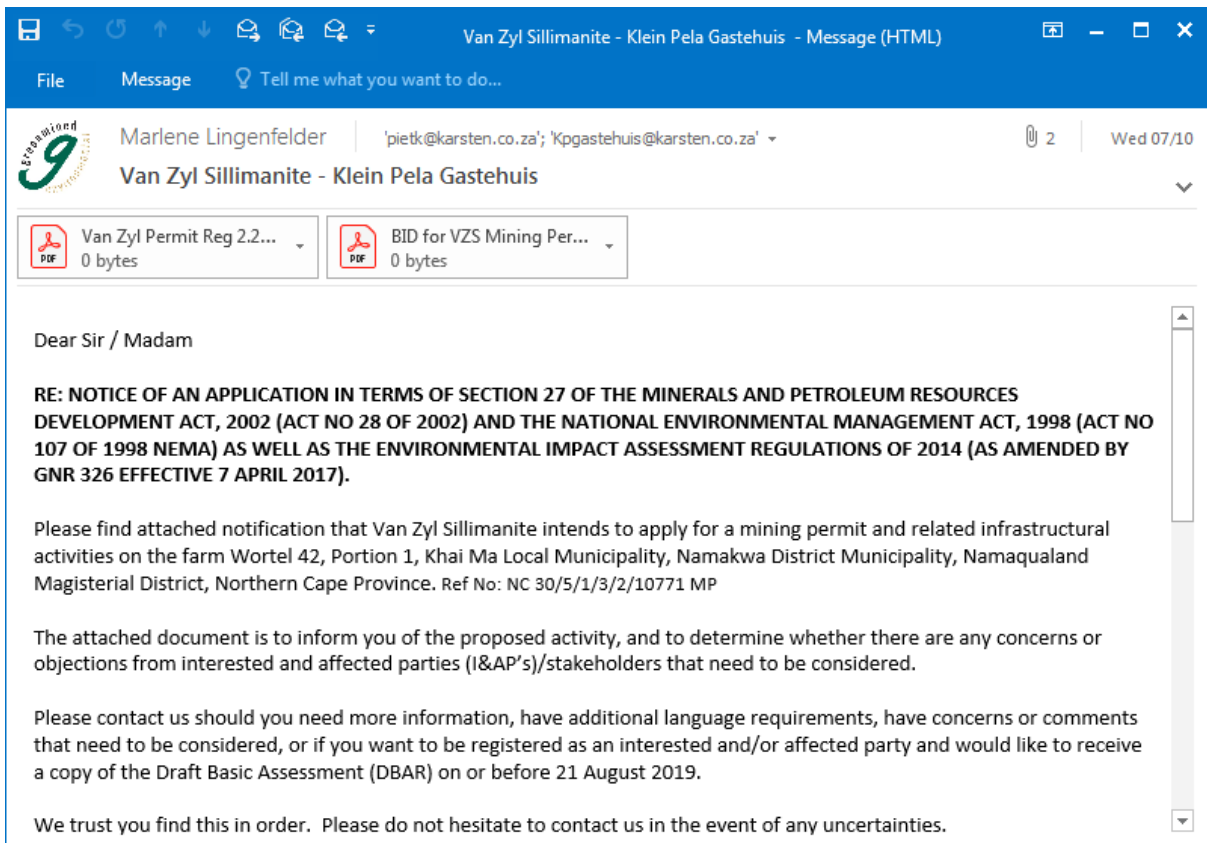 Van Zyl Sillimanite - Klein Pela Gastehuis - Message (HTML)
File Message Tell me what you want to do...
greenmined
Marlene Lingenfelder 'pietk@karsten.co.za'; 'Kpgastehuis@karsten.co.za' 2 Wed 07/10
Van Zyl Sillimanite - Klein Pela Gastehuis
PDF Van Zyl Permit Reg 2.2... PDF BID for VZS Mining Per...
0 bytes 0 bytes
Dear Sir / Madam
RE: NOTICE OF AN APPLICATION IN TERMS OF SECTION 27 OF THE MINERALS AND PETROLEUM RESOURCES
DEVELOPMENT ACT, 2002 (ACT NO 28 OF 2002) AND THE NATIONAL ENVIRONMENTAL MANAGEMENT ACT, 1998 (ACT NO
107 OF 1998 NEMA) AS WELL AS THE ENVIRONMENTAL IMPACT ASSESSMENT REGULATIONS OF 2014 (AS AMENDED BY
GNR 326 EFFECTIVE 7 APRIL 2017).
Please find attached notification that Van Zyl Sillimanite intends to apply for a mining permit and related infrastructural
activities on the farm Wortel 42, Portion 1, Khai Ma Local Municipality, Namakwa District Municipality, Namaqualand
Magisterial District, Northern Cape Province. Ref No: NC 30/5/1/3/2/10771 MP
The attached document is to inform you of the proposed activity, and to determine whether there are any concerns or
objections from interested and affected parties (I&AP's)/stakeholders that need to be considered.
Please contact us should you need more information, have additional language requirements, have concerns or comments
that need to be considered, or if you want to be registered as an interested and/or affected party and would like to receive
a copy of the Draft Basic Assessment (DBAR) on or before 21 August 2019.
We trust you find this in order. Please do not hesitate to contact us in the event of any uncertainties.